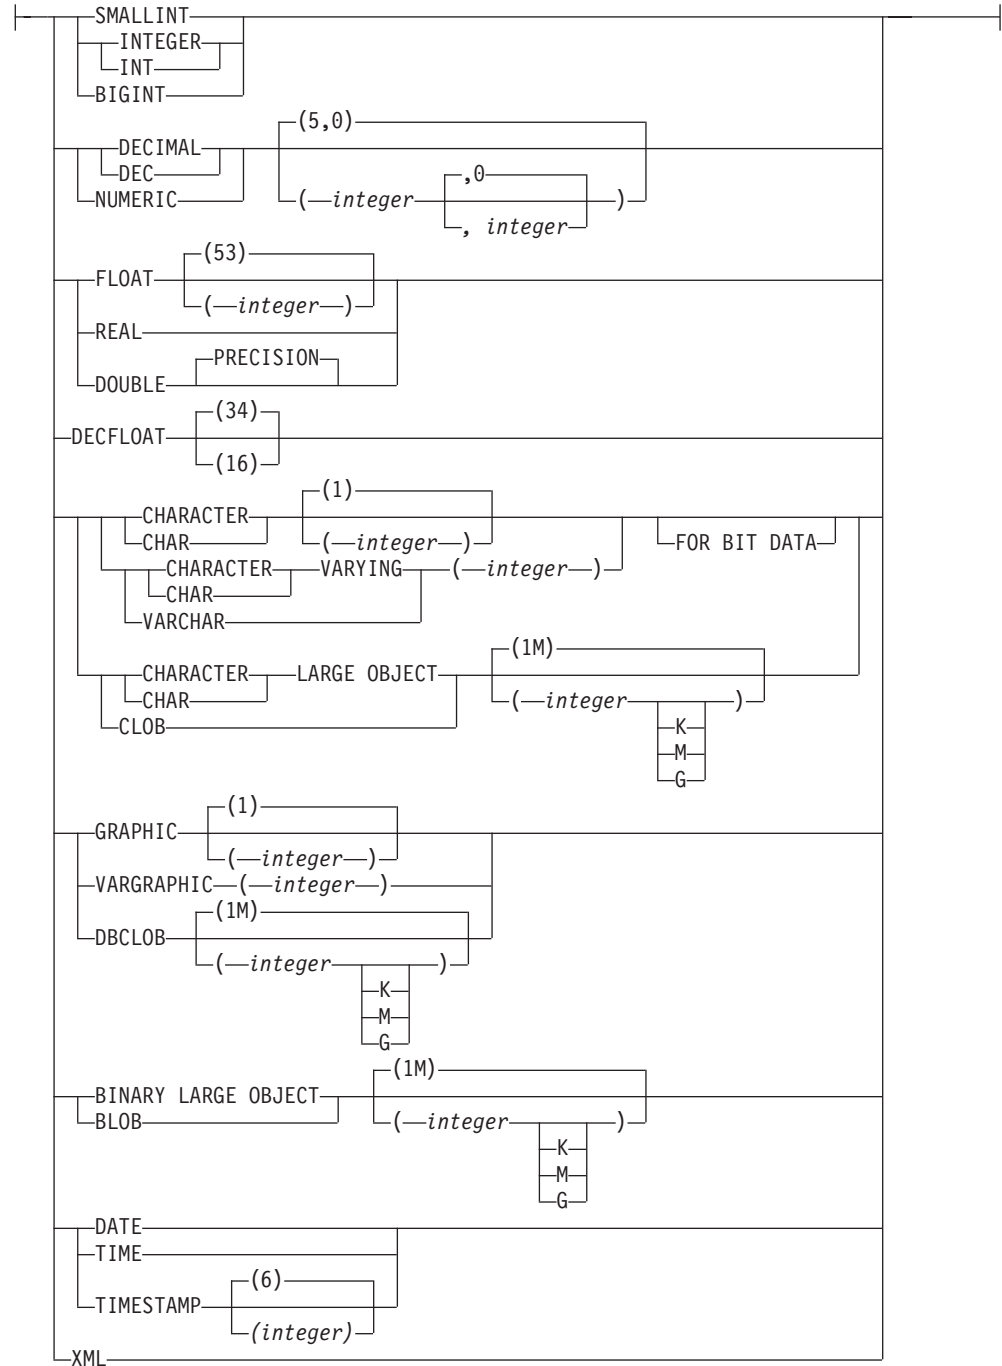 SMALLINT
INTEGER
INT
BIGINT
(5,0)
DECIMAL
DEC
NUMERIC
( integer
,0
, integer
)
(53)
FLOAT
( integer )
REAL
PRECISION
DOUBLE
(34)
DECFLOAT
(16)
(1)
CHARACTER
CHAR
( integer )
FOR BIT DATA
CHARACTER VARYING ( integer )
CHAR
VARCHAR
(1M)
CHARACTER LARGE OBJECT
CHAR
( integer )
CLOB
K
M
G
(1)
GRAPHIC
( integer )
VARGRAPHIC ( integer )
(1M)
DBCLOB
( integer )
K
M
G
(1M)
BINARY LARGE OBJECT
BLOB
( integer )
K
M
G
DATE
TIME
(6)
TIMESTAMP
(integer)
XML